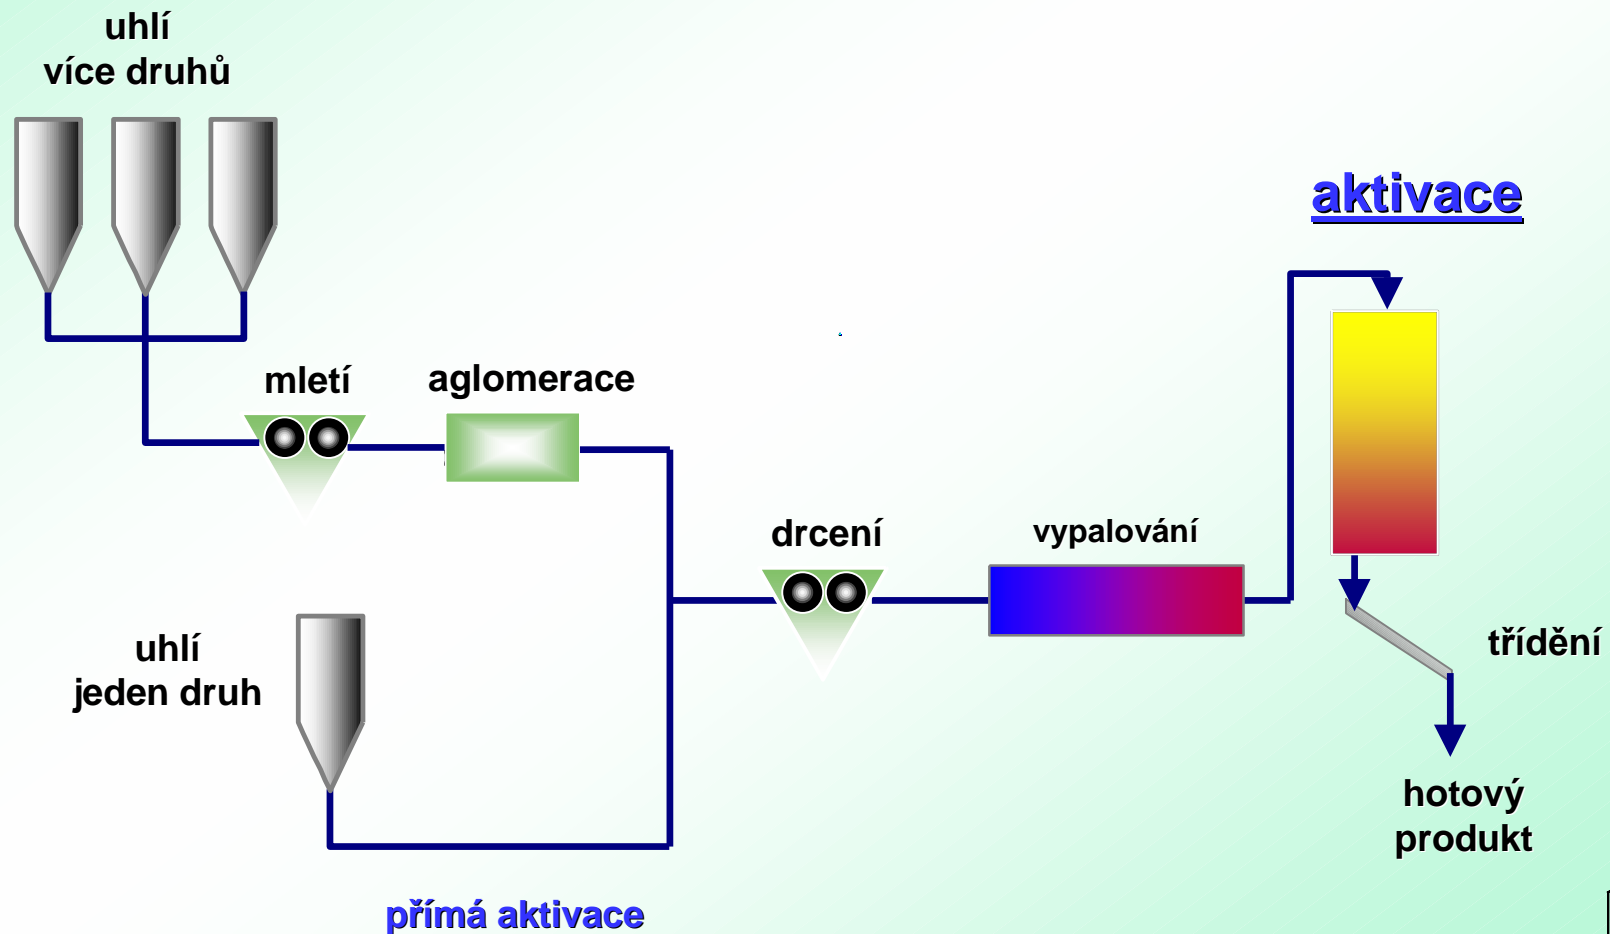 uhlí
více druhů
aktivace
mletí
aglomerace
drcení
vypalování
uhlí
jeden druh
třídění
hotový
produkt
přímá aktivace